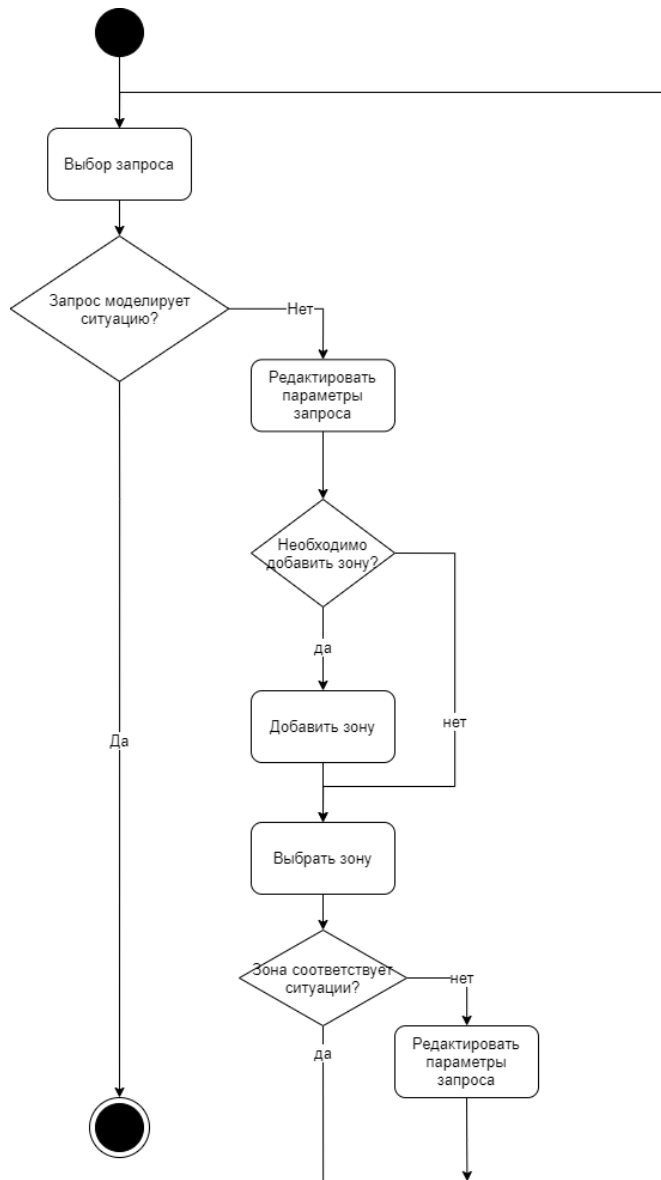 Выбор запроса
Запрос моделирует
ситуацию?
Нет
Редактировать
параметры
запроса
Необходимо
добавить зону?
да
Добавить зону
нет
Да
Выбрать зону
Зона соответствует
ситуации?
нет
да
Редактировать
параметры
запроса